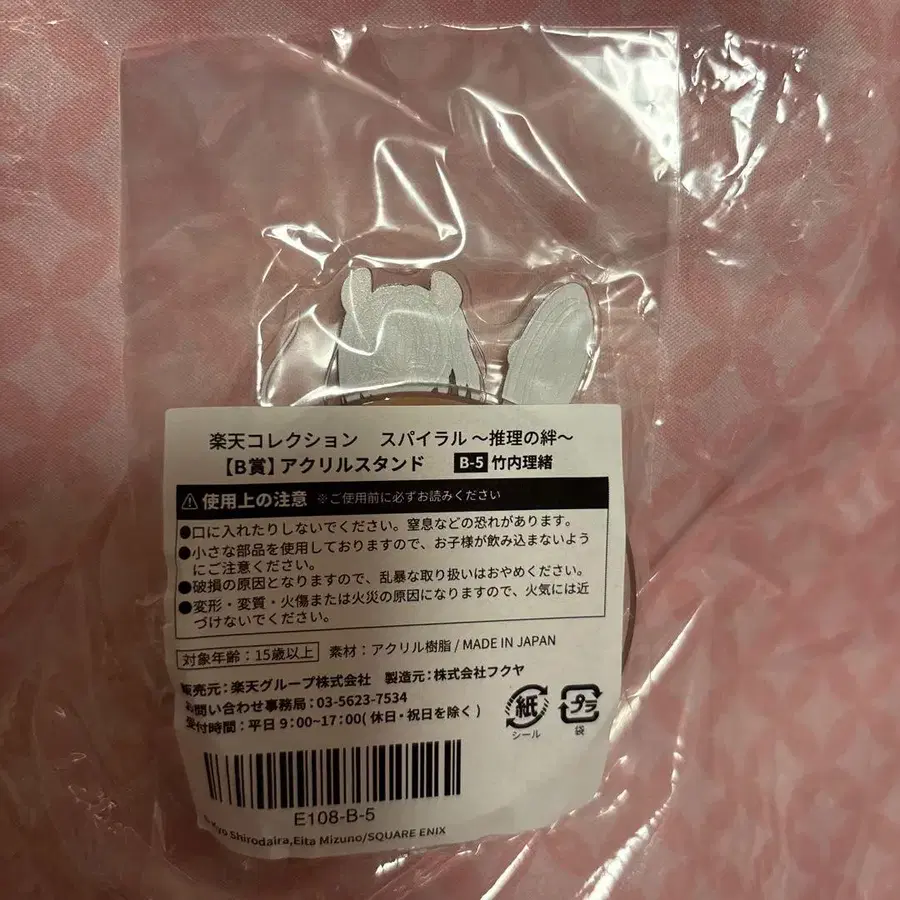 楽天コレクション　スパイラル ～推理の絆～
【B賞】アクリルスタンド　B-5 竹内理緒
使用上の注意 ※ご使用前に必ずお読みください
●口に入れたりしないでください。窒息などの恐れがあります。
●小さな部品を使用しておりますので、お子様が飲み込まないよう
にご注意ください。
●破損の原因となりますので、乱暴な取り扱いはおやめください。
●変形・変質・火傷または火災の原因になりますので、火気には近
づけないでください。
対象年齢：15歳以上　素材：アクリル樹脂 / MADE IN JAPAN
販売元：楽天グループ株式会社　製造元：株式会社フクヤ
お問い合わせ事務局：03-5623-7534
受付時間：平日 9：00~17：00( 休日・祝日を除く )
紙
シール
プラ
袋
E108-B-5
Kyo Shirodaira,Eita Mizuno/SQUARE ENIX